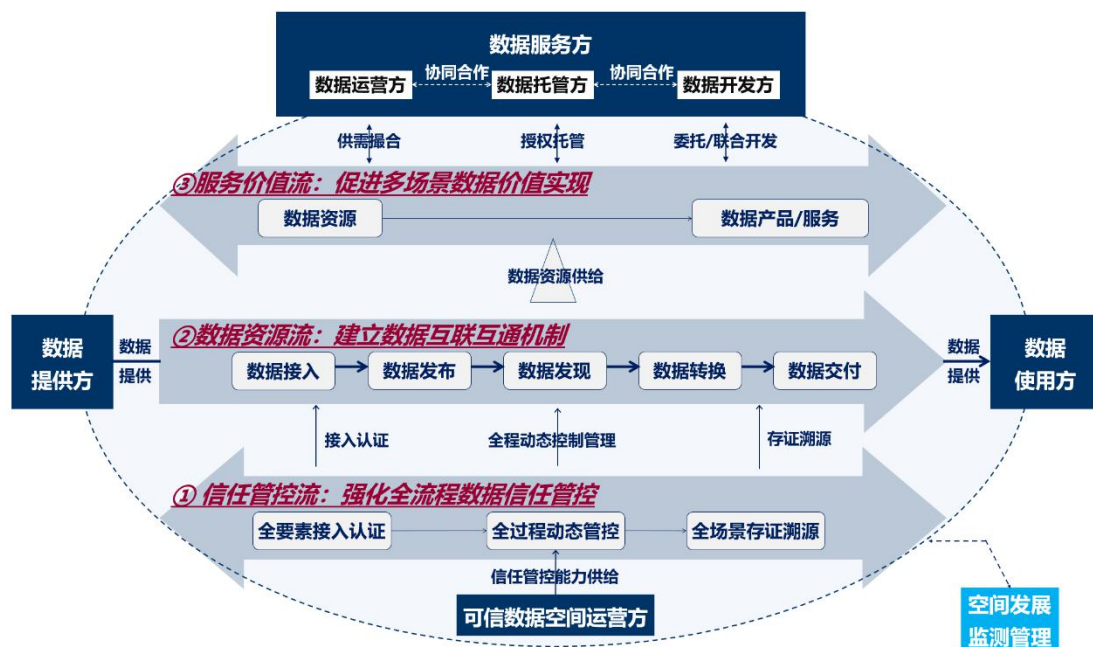 数据服务方
数据运营方
协同合作
数据托管方
协同合作
数据开发方
供需撮合
授权托管
委托/联合开发
③服务价值流：促进多场景数据价值实现
数据资源
数据产品/服务
数据资源供给
数据
提供方
数据
提供
②数据资源流：建立数据互联互通机制
数据接入
数据发布
数据发现
数据转换
数据交付
数据
提供
数据
使用方
接入认证
全程动态控制管理
存证溯源
① 信任管控流：强化全流程数据信任管控
全要素接入认证
全过程动态管控
全场景存证溯源
信任管控能力供给
可信数据空间运营方
空间发展
监测管理